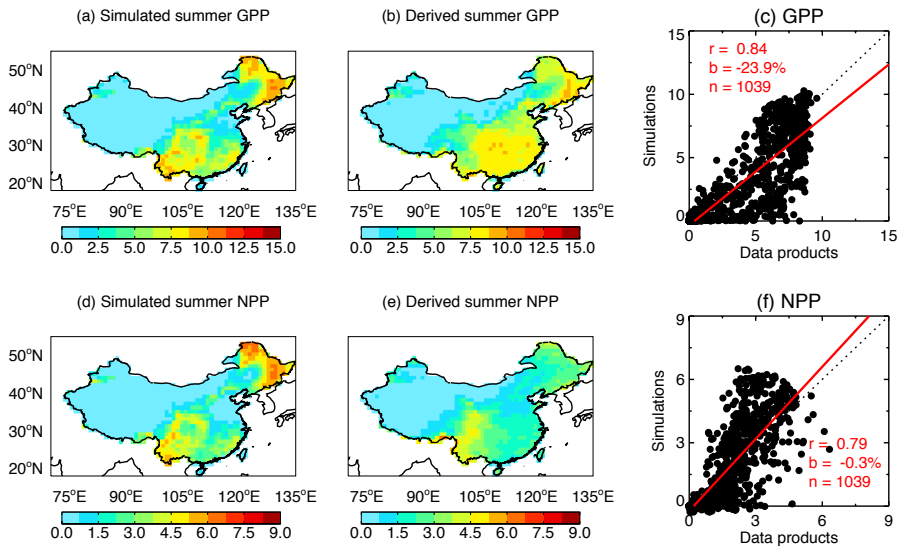 (a) Simulated summer GPP
(b) Derived summer GPP
(c) GPP
50°N
40°N
30°N
20°N
75°E 90°E 105°E 120°E 135°E
0.0 2.5 5.0 7.5 10.0 12.5 15.0
75°E 90°E 105°E 120°E 135°E
0.0 2.5 5.0 7.5 10.0 12.5 15.0
r = 0.84
b = -23.9%
n = 1039
Simulations
15
10
5
0
0 5 10 15
Data products
(d) Simulated summer NPP
(e) Derived summer NPP
(f) NPP
50°N
40°N
30°N
20°N
75°E 90°E 105°E 120°E 135°E
0.0 1.5 3.0 4.5 6.0 7.5 9.0
75°E 90°E 105°E 120°E 135°E
0.0 1.5 3.0 4.5 6.0 7.5 9.0
Simulations
9
6
3
0
r = 0.79
b = -0.3%
n = 1039
0 3 6 9
Data products